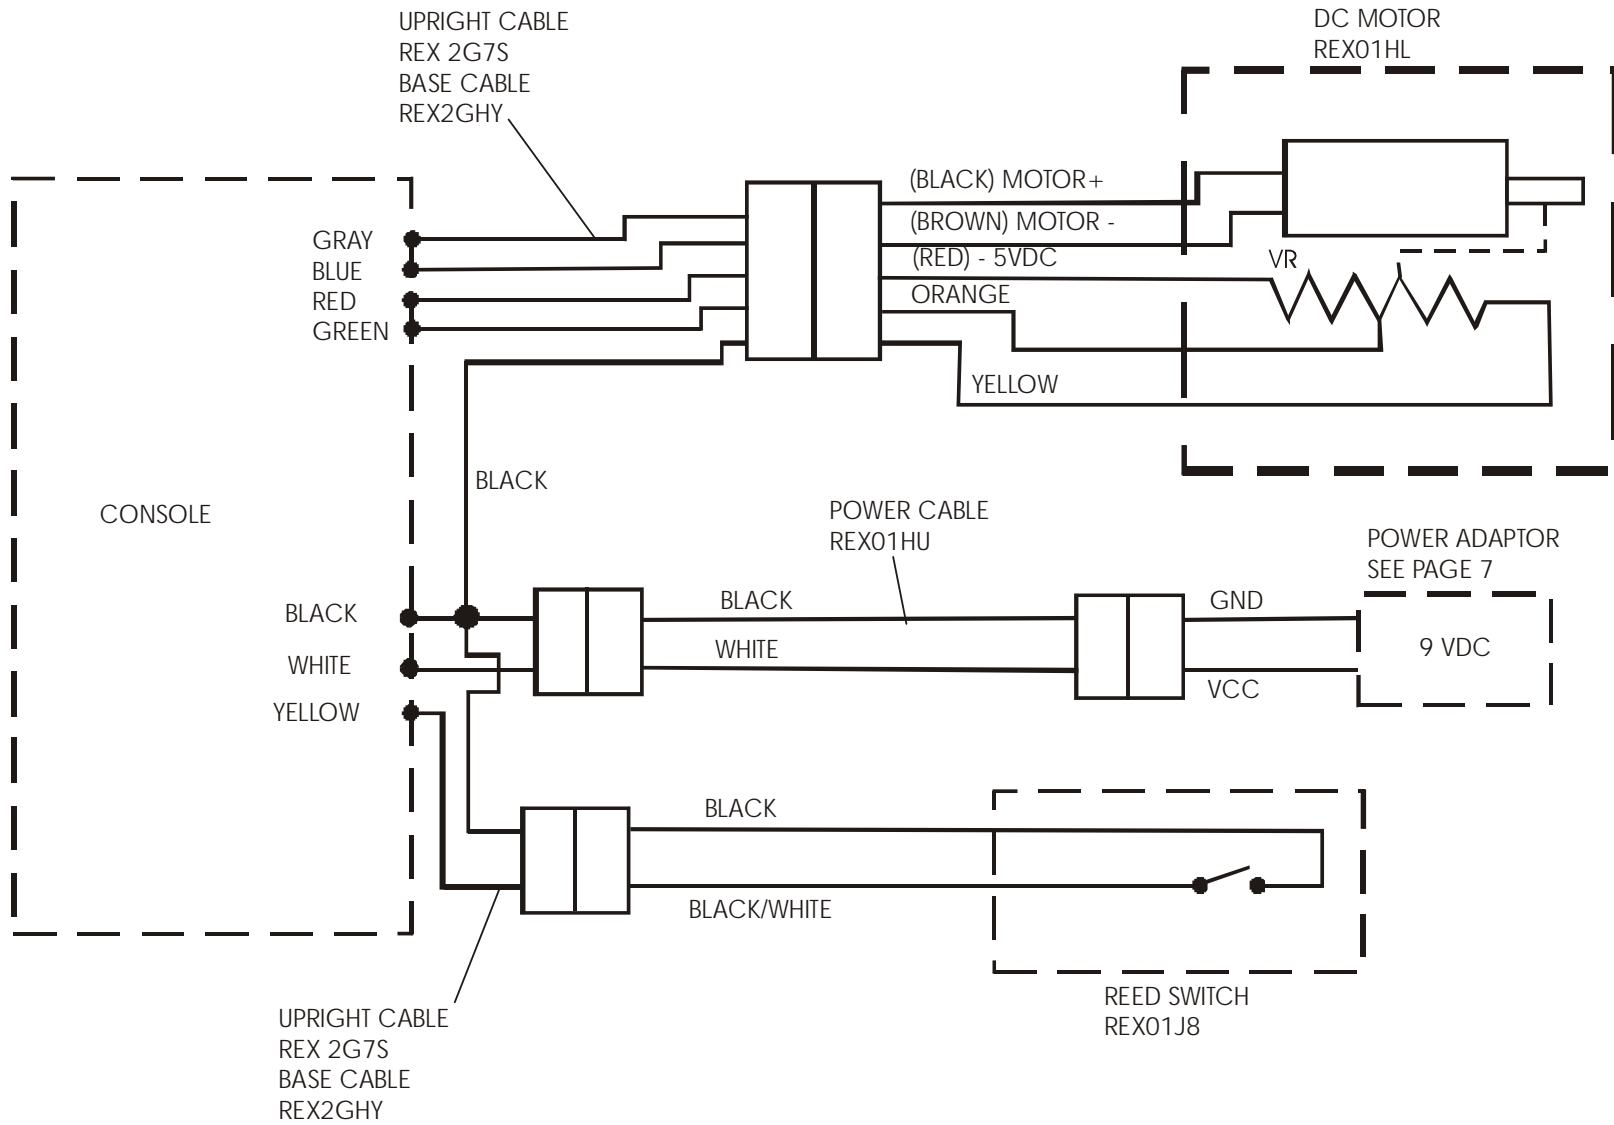 UPRIGHT CABLE
REX 2G7S
BASE CABLE
REX2GHY
DC MOTOR
REX01HL
(BLACK) MOTOR+
(BROWN) MOTOR -
(RED) - 5VDC
ORANGE
YELLOW
VR
GRAY
BLUE
RED
GREEN
BLACK
CONSOLE
POWER CABLE
REX01HU
POWER ADAPTOR
SEE PAGE 7
BLACK
WHITE
YELLOW
BLACK
WHITE
GND
VCC
9 VDC
BLACK
BLACK/WHITE
REED SWITCH
REX01J8
UPRIGHT CABLE
REX 2G7S
BASE CABLE
REX2GHY